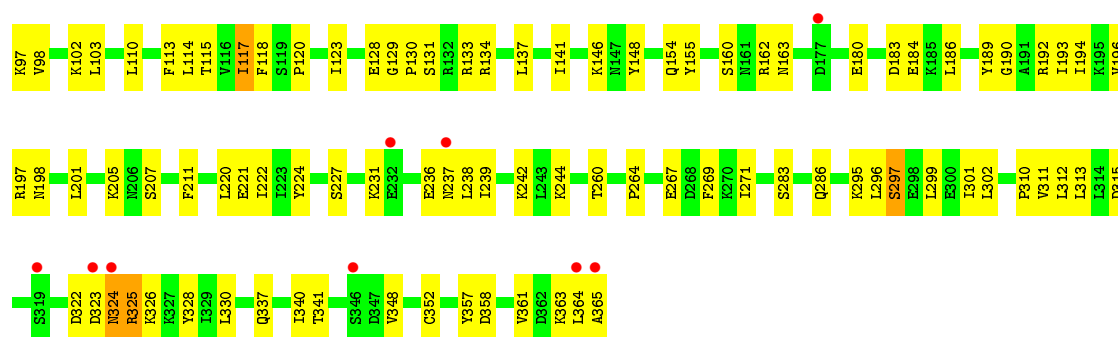 K97 V98 K102 L103 L110 F113 L114 T115 V116 I117 F118 S119 P120 I123 E128 G129 P130 S131 R132 R133 R134 L137 I141 K146 N147 Y148 Q154 Y155 S160 N161 R162 N163 D177 E180 D183 E184 K185 L186 Y189 G190 A191 R192 I193 I194 K195 V196
R197 N198 L201 K205 N206 S207 F211 L220 E221 I222 I223 Y224 S227 K231 E232 E236 N237 L238 I239 K242 L243 K244 T260 P264 E267 D268 F269 K270 I271 S283 Q286 K295 L296 S297 E298 L299 E300 I301 L302 P310 V311 L312 L313 L314
S319 D322 D323 N324 R325 K326 K327 Y328 I329 L330 Q337 I340 T341 S346 D347 V348 C352 Y357 D358 V361 D362 K363 L364 A365